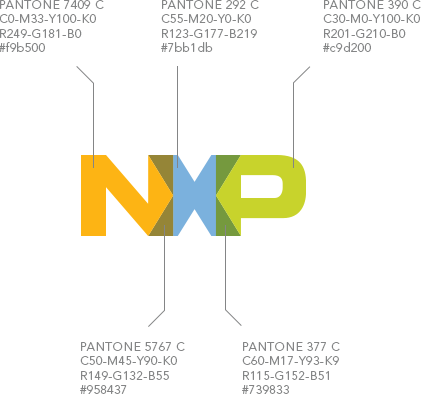 PANTONE 7409 C
C0-M33-Y100-K0
R249-G181-B0
#f9b500
PANTONE 292 C
C55-M20-Y0-K0
R123-G177-B219
#7bb1db
PANTONE 390 C
C30-M0-Y100-K0
R201-G210-B0
#c9d200
NXP
PANTONE 5767 C
C50-M45-Y90-K0
R149-G132-B55
#958437
PANTONE 377 C
C60-M17-Y93-K9
R115-G152-B51
#739833